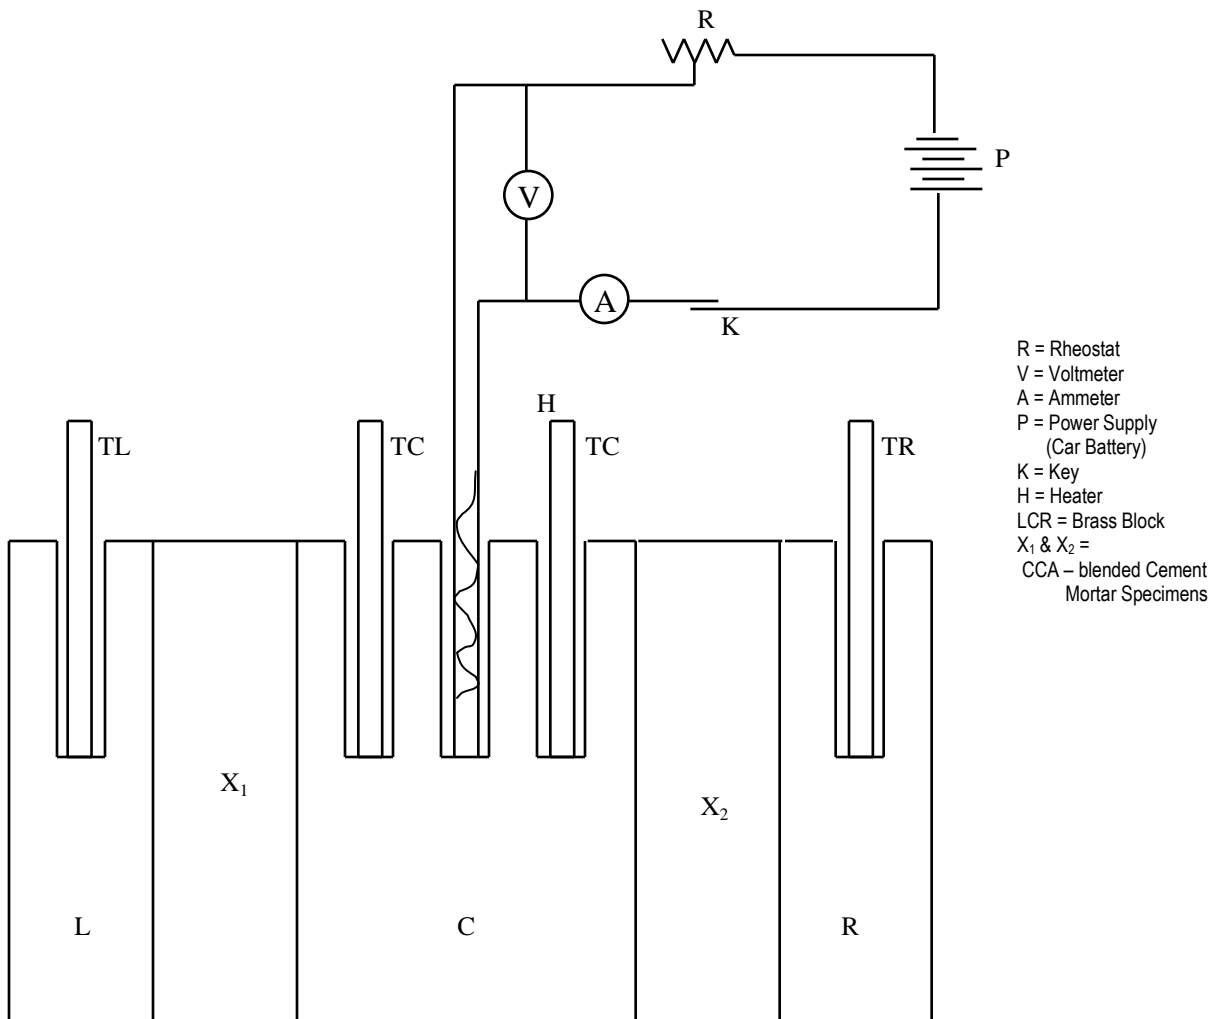 R
P
V
A
K
R = Rheostat
V = Voltmeter
A = Ammeter
P = Power Supply
(Car Battery)
K = Key
H = Heater
LCR = Brass Block
X₁ & X₂ =
CCA – blended Cement
Mortar Specimens
H
TL
TC
TC
TR
X₁
X₂
L
C
R